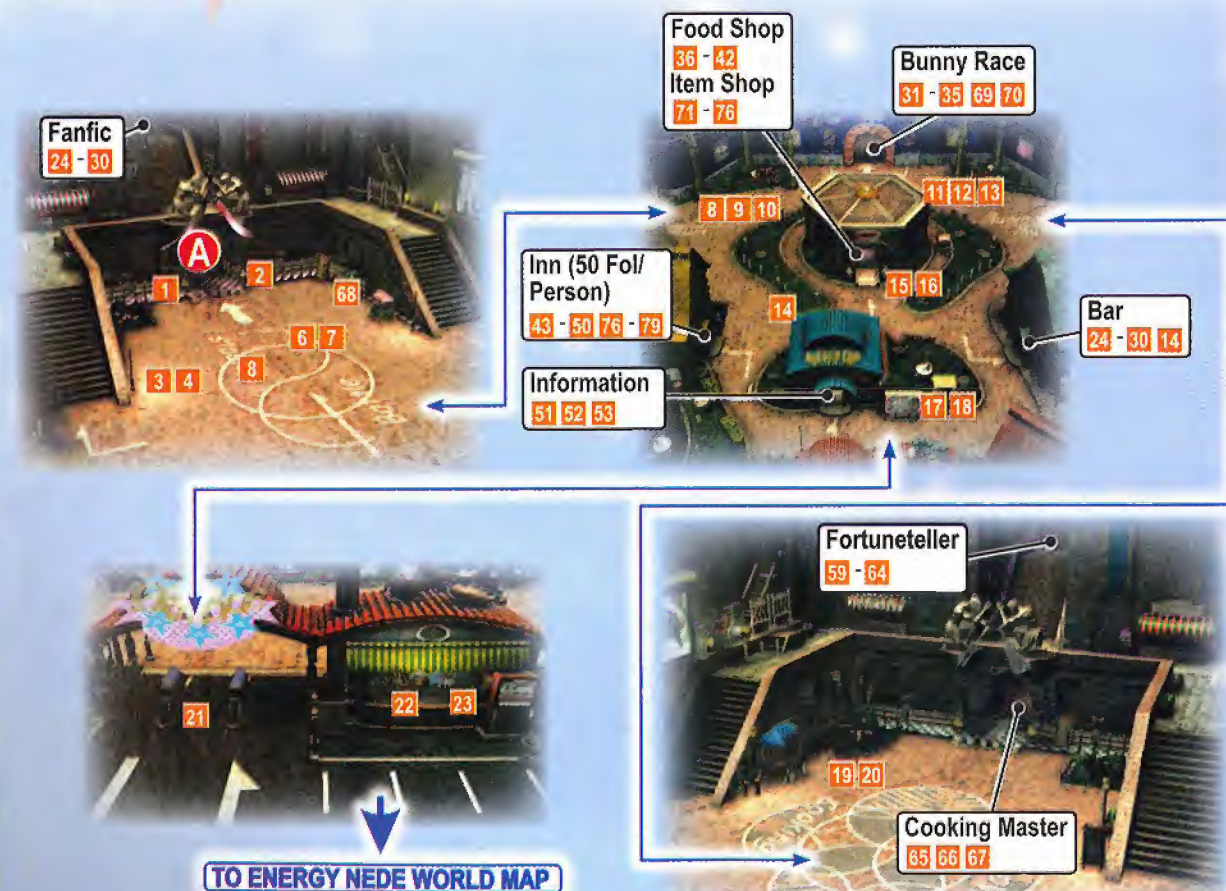 Food Shop
36 - 42
Item Shop
71 - 76
Bunny Race
31 - 35 69 70
Fanfic
24 - 30
A
1
2
68
6 7
8
3 4
8 9 10
11 12 13
Inn (50 Fol/
Person)
43 - 50 76 - 79
14
15 16
Bar
24 - 30 14
Information
51 52 53
17 18
Fortuneteller
59 - 64
21
22
23
19 20
Cooking Master
65 66 67
TO ENERGY NEDE WORLD MAP